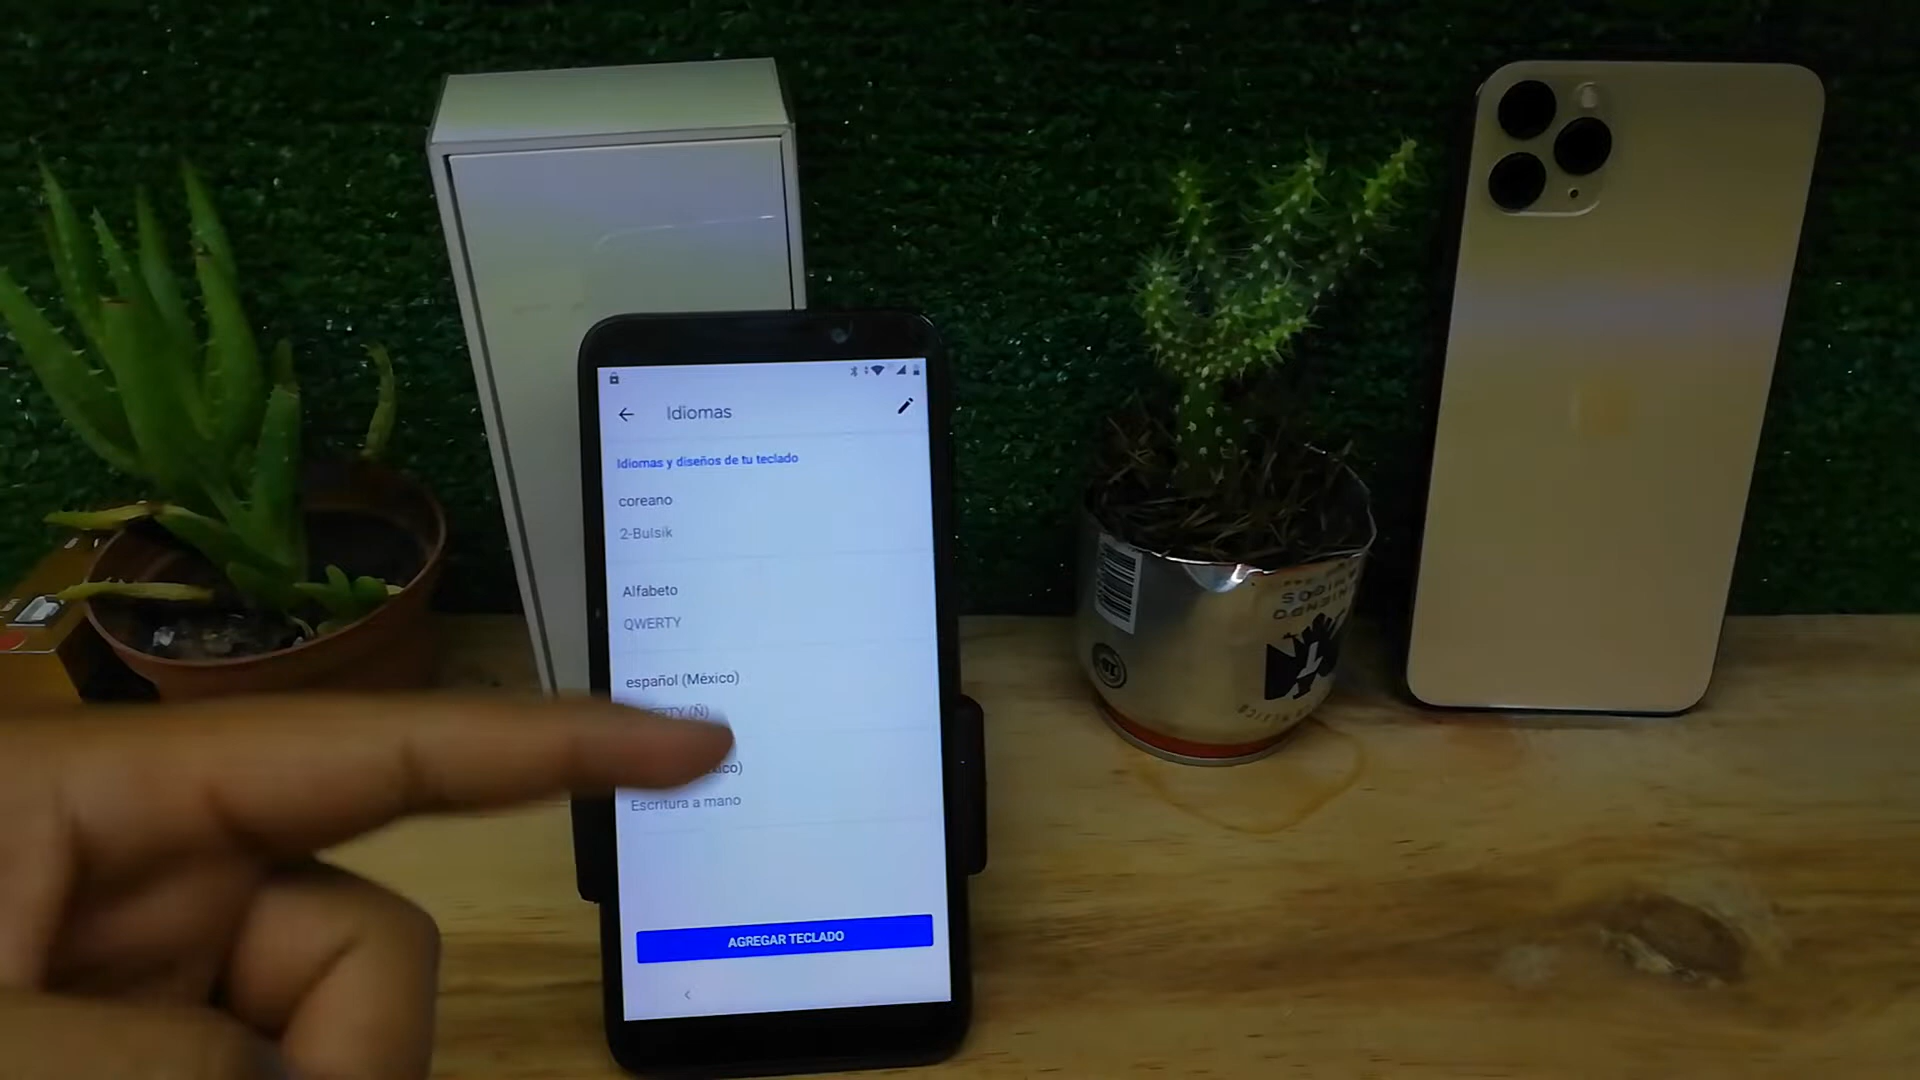 Idiomas
Idiomas y diseños de tu teclado
coreano
2-Bulsik
Alfabeto
QWERTY
español (México)
(Ñ)
Escritura a mano
AGREGAR TECLADO